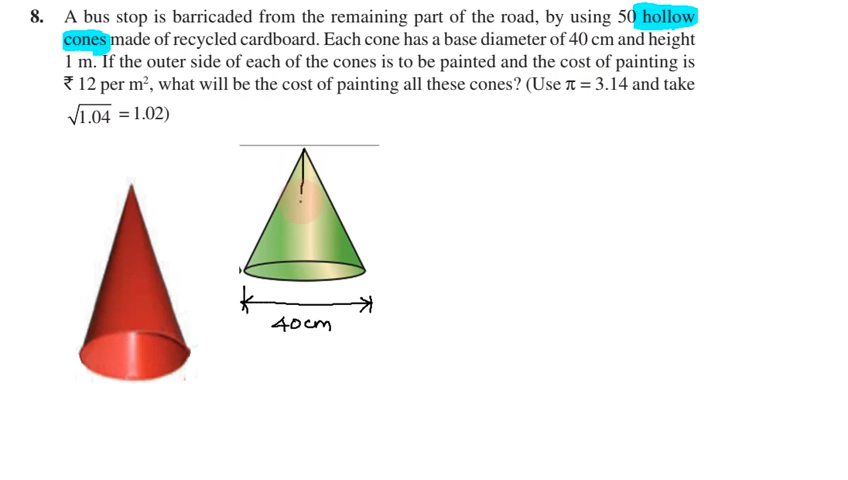 8. A bus stop is barricaded from the remaining part of the road, by using 50 hollow
cones made of recycled cardboard. Each cone has a base diameter of 40 cm and height
1 m. If the outer side of each of the cones is to be painted and the cost of painting is
₹ 12 per m², what will be the cost of painting all these cones? (Use π = 3.14 and take
√1.04 = 1.02)
40cm